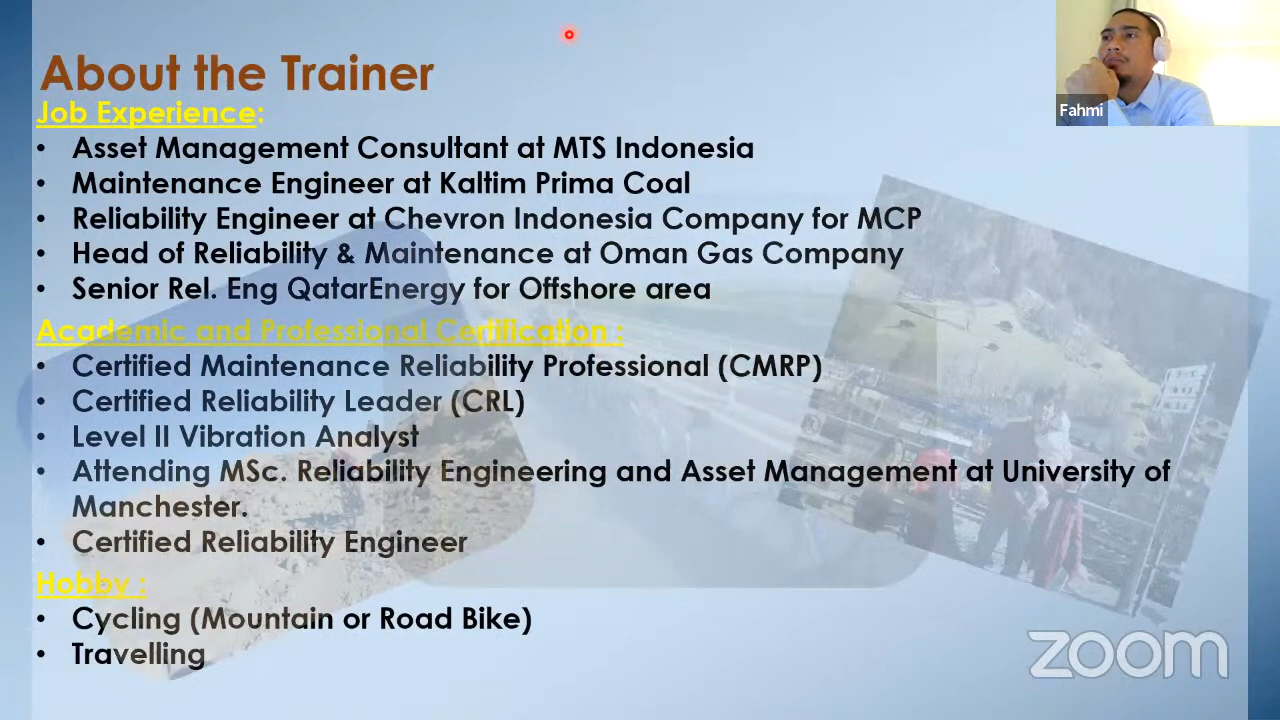 About the Trainer
Job Experience:
• Asset Management Consultant at MTS Indonesia
• Maintenance Engineer at Kaltim Prima Coal
• Reliability Engineer at Chevron Indonesia Company for MCP
• Head of Reliability & Maintenance at Oman Gas Company
• Senior Rel. Eng QatarEnergy for Offshore area
Academic and Professional Certification :
• Certified Maintenance Reliability Professional (CMRP)
• Certified Reliability Leader (CRL)
• Level II Vibration Analyst
• Attending MSc. Reliability Engineering and Asset Management at University of
Manchester.
• Certified Reliability Engineer
Hobby :
• Cycling (Mountain or Road Bike)
• Travelling
Fahmi
zoom